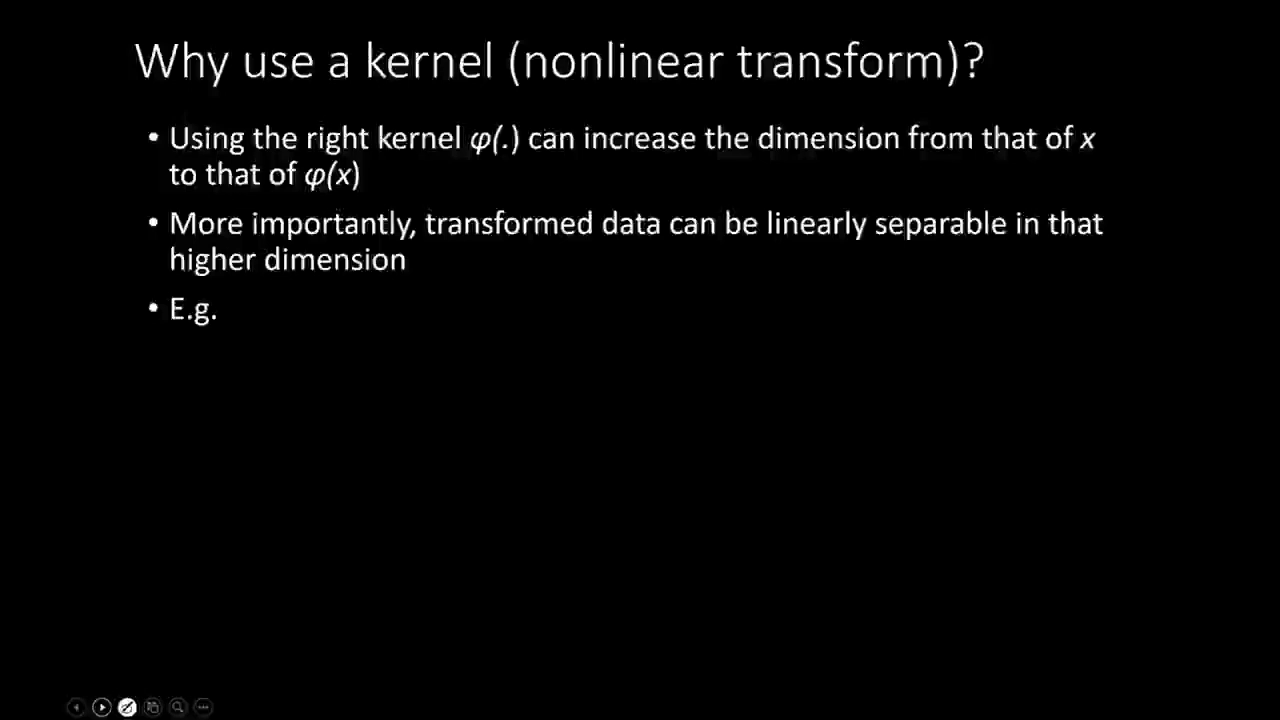 Why use a kernel (nonlinear transform)?
• Using the right kernel φ(.) can increase the dimension from that of x
to that of φ(x)
• More importantly, transformed data can be linearly separable in that
higher dimension
• E.g.